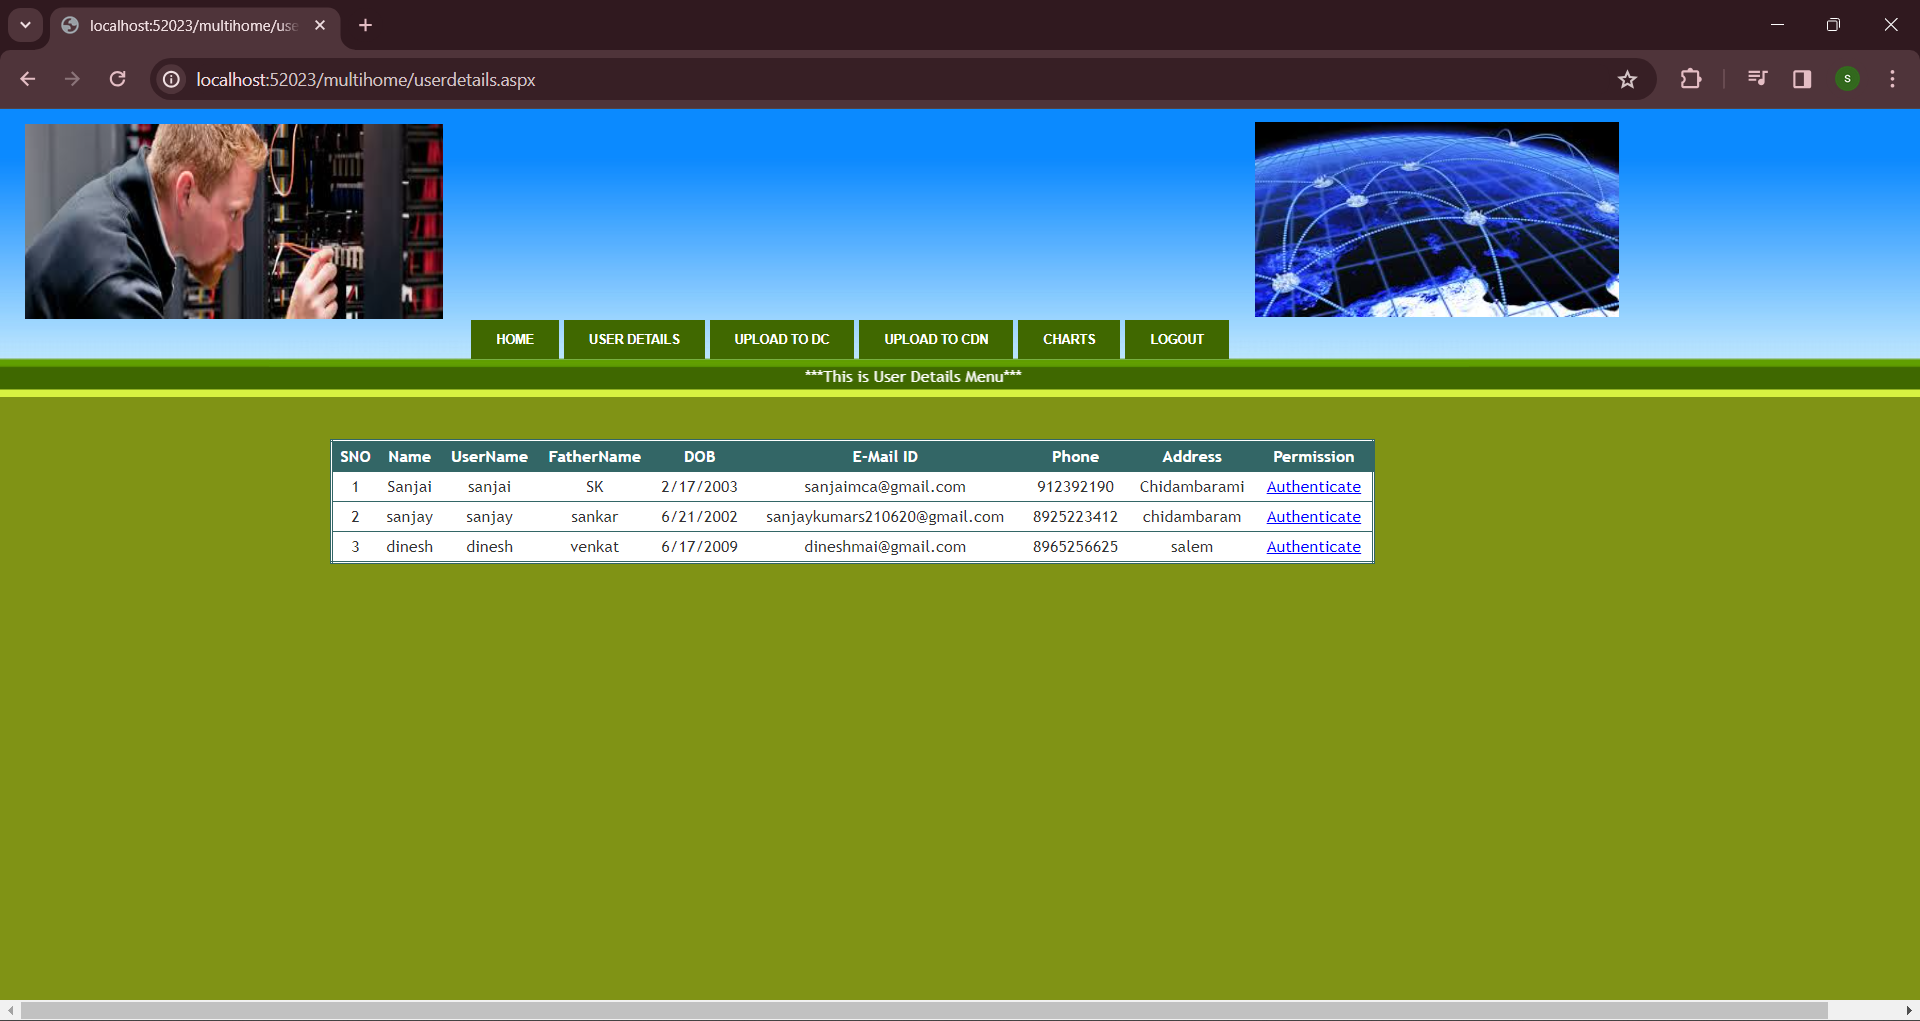 localhost:52023/multihome/use
localhost:52023/multihome/userdetails.aspx
S
HOME USER DETAILS UPLOAD TO DC UPLOAD TO CDN CHARTS LOGOUT
***This is User Details Menu***
SNO Name UserName FatherName DOB E-Mail ID Phone Address Permission
1 Sanjai sanjai SK 2/17/2003 sanjaimca@gmail.com 912392190 Chidambarami Authenticate
2 sanjay sanjay sankar 6/21/2002 sanjaykumars210620@gmail.com 8925223412 chidambaram Authenticate
3 dinesh dinesh venkat 6/17/2009 dineshmai@gmail.com 8965256625 salem Authenticate